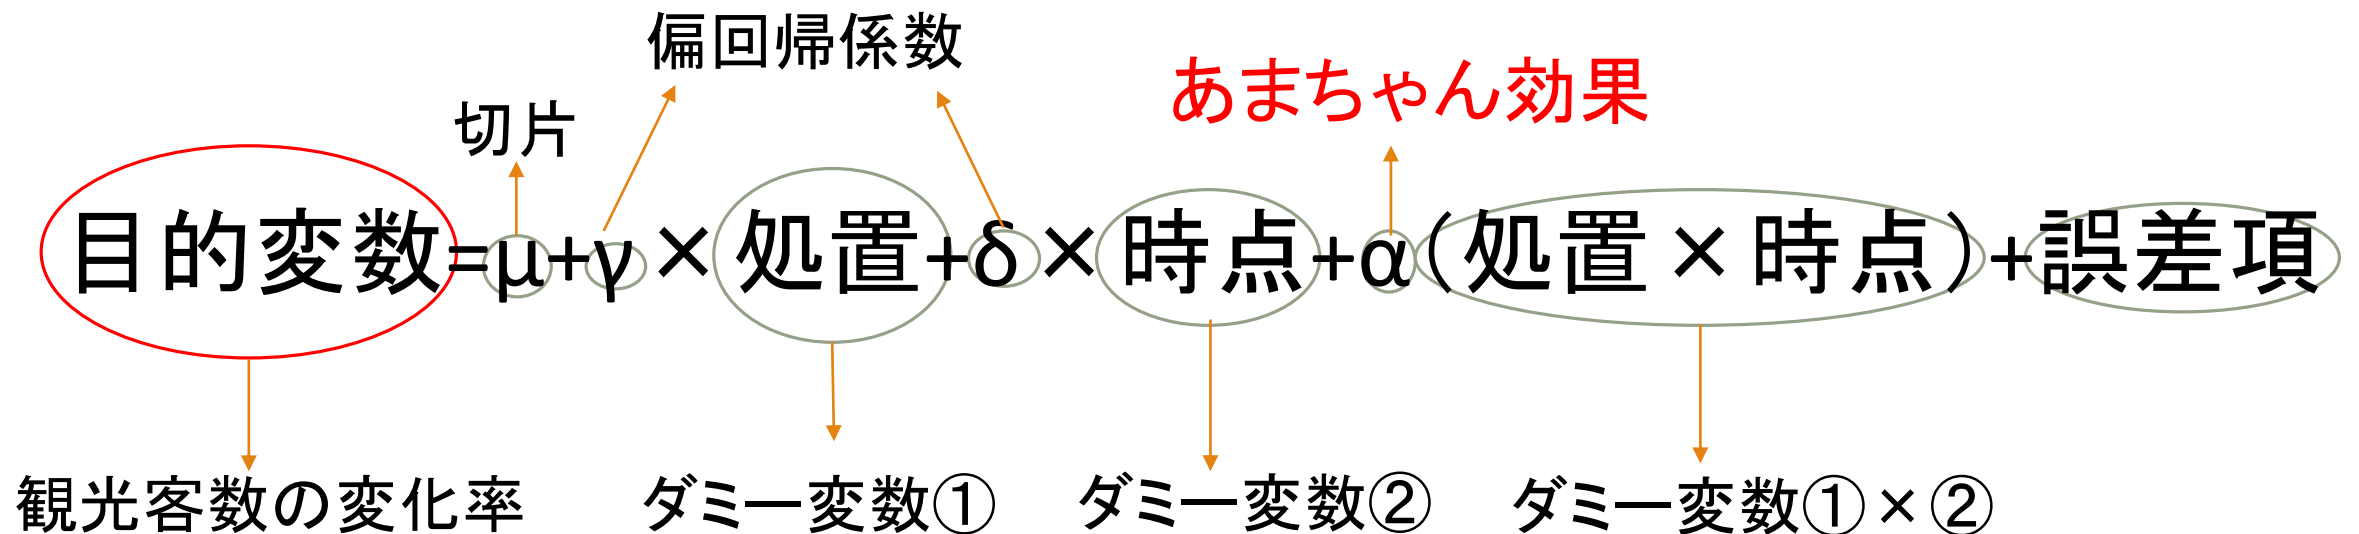 偏回帰係数
あまちゃん効果
切片
目的変数=μ+γ×処置+δ×時点+α(処置×時点)+誤差項
観光客数の変化率
ダミー変数①
ダミー変数②
ダミー変数①×②